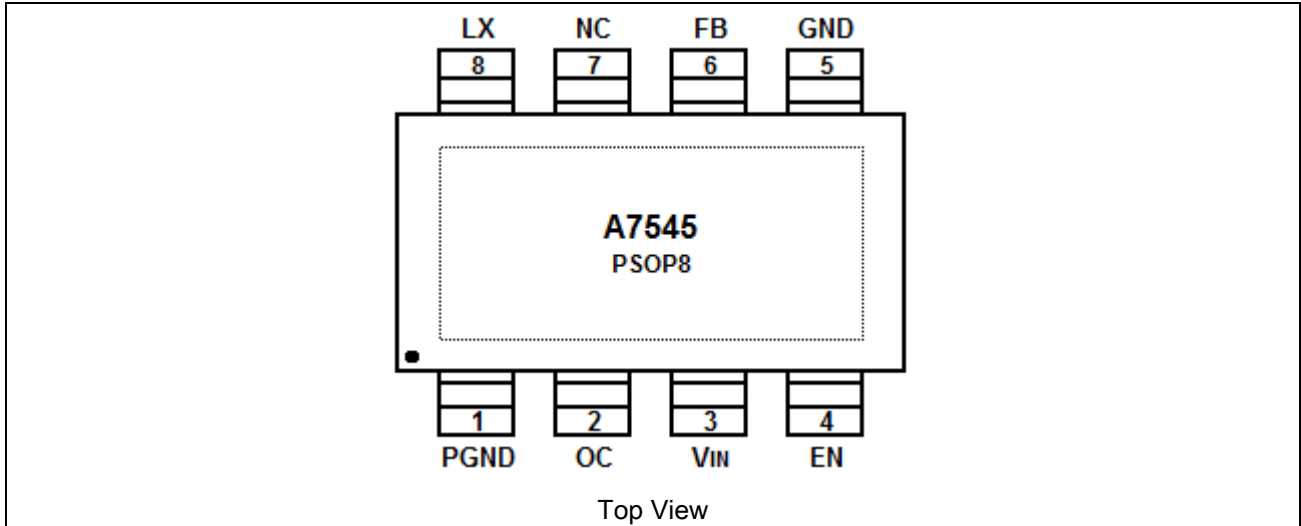 LX NC FB GND
8 7 6 5
A7545
PSOP8
1 2 3 4
PGND OC VIN EN
Top View